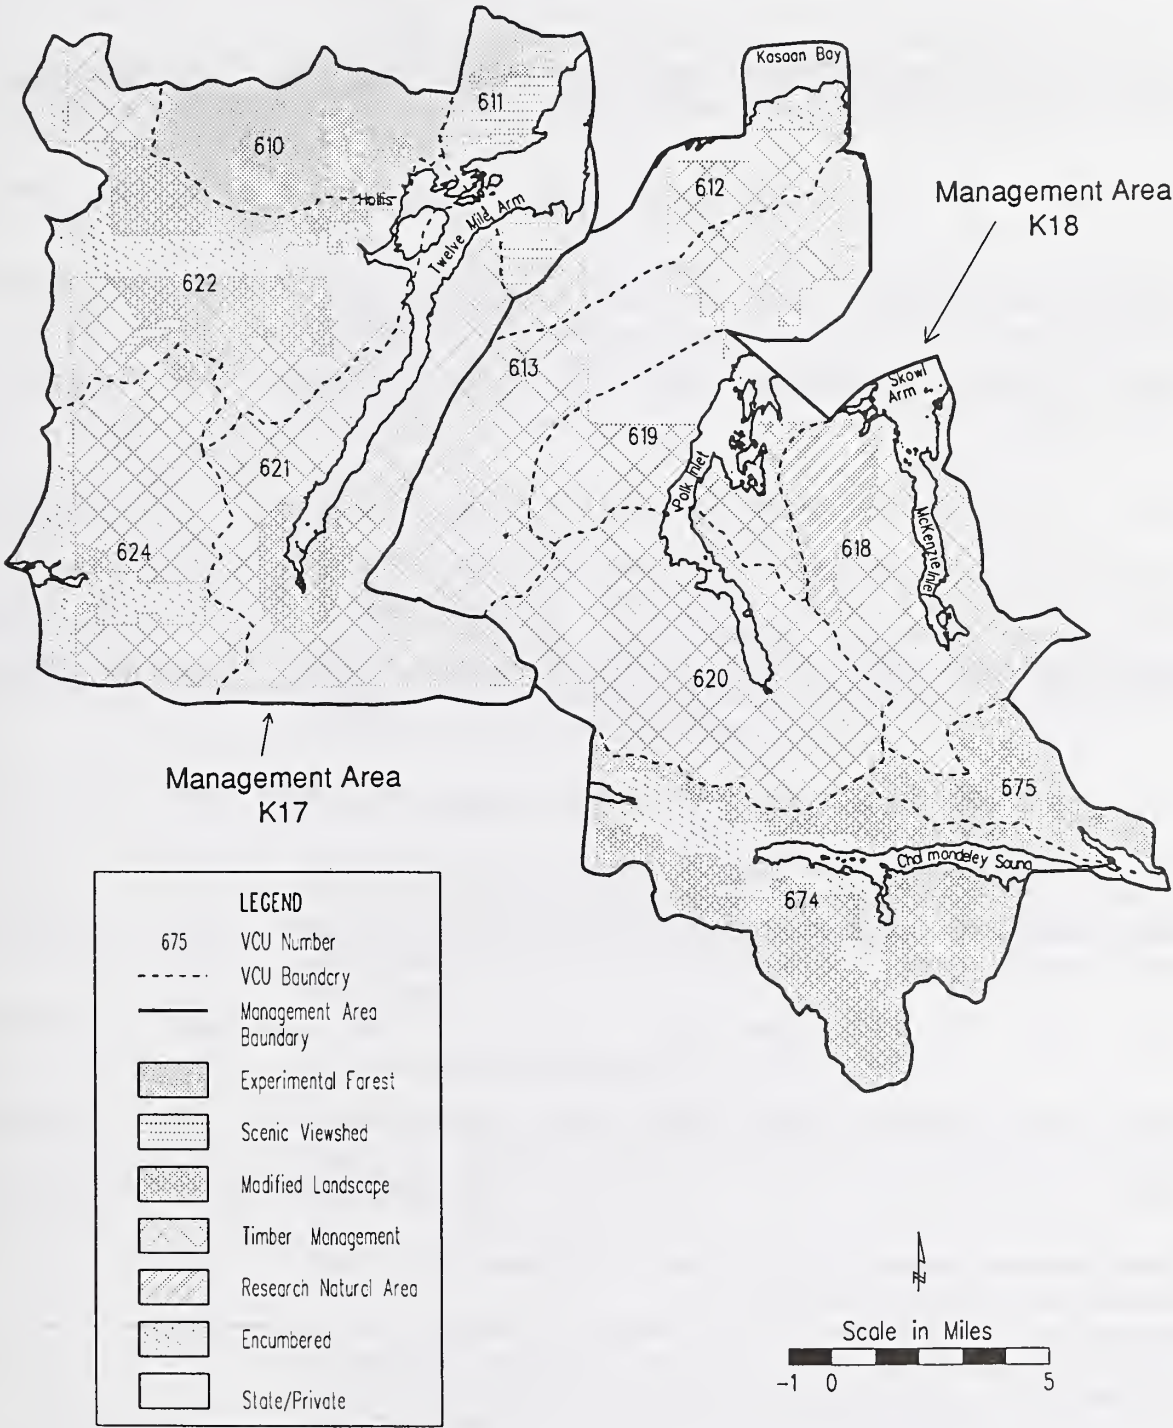 Kasaan Bay
611
610
612
Management Area
K18
Hollis
Twelve Mile Arm
622
613
Skowl
Arm
619
621
Polk Inlet
618
McKenzie Inlet
624
620
Management Area
K17
675
Cholmondeley Sound
674
LEGEND
675 VCU Number
VCU Boundary
Management Area
Boundary
Experimental Forest
Scenic Viewshed
Modified Landscape
Timber Management
Research Natural Area
Encumbered
State/Private
N
Scale in Miles
-1 0 5